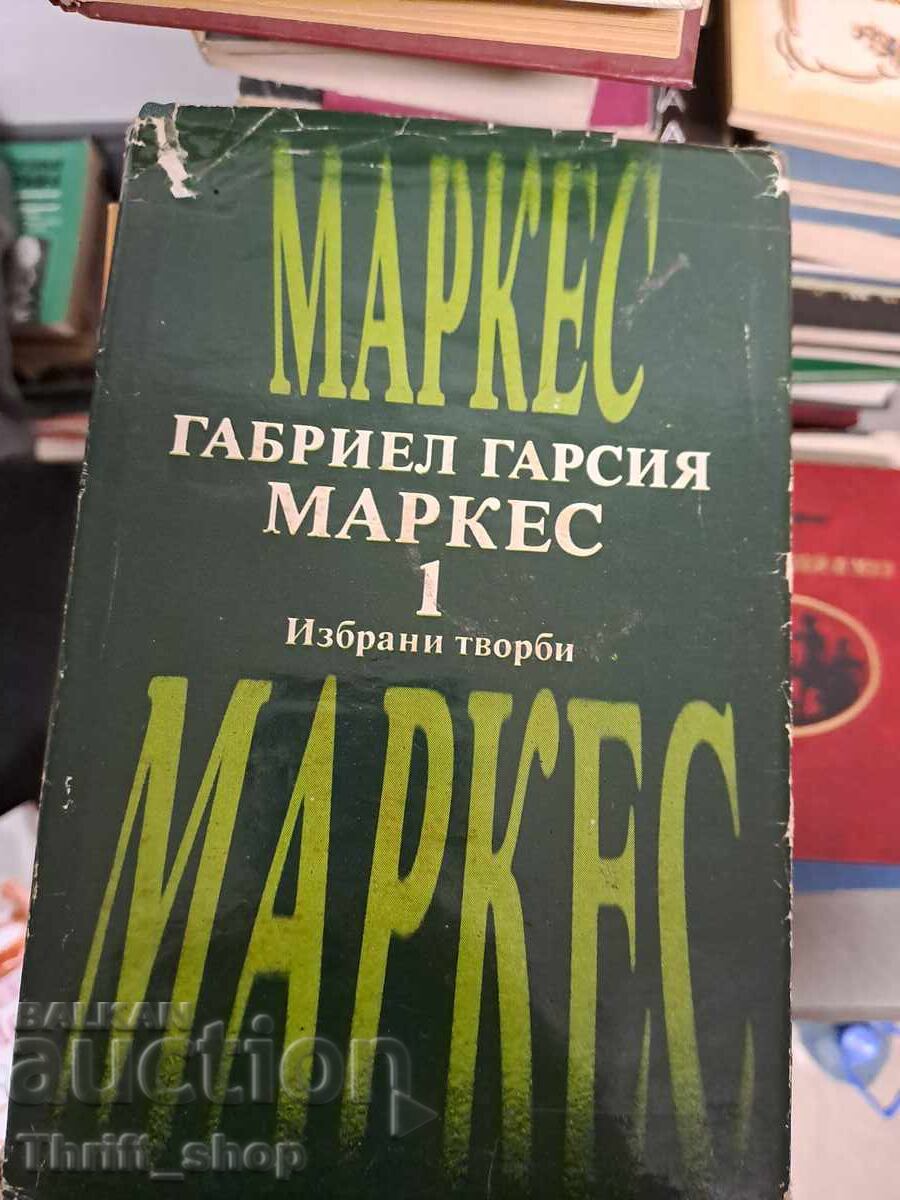 МАРКЕС
ГАБРИЕЛ ГАРСИЯ
МАРКЕС
1
Избрани творби
МАРКЕС
BALKAN
auction
Thrift_shop